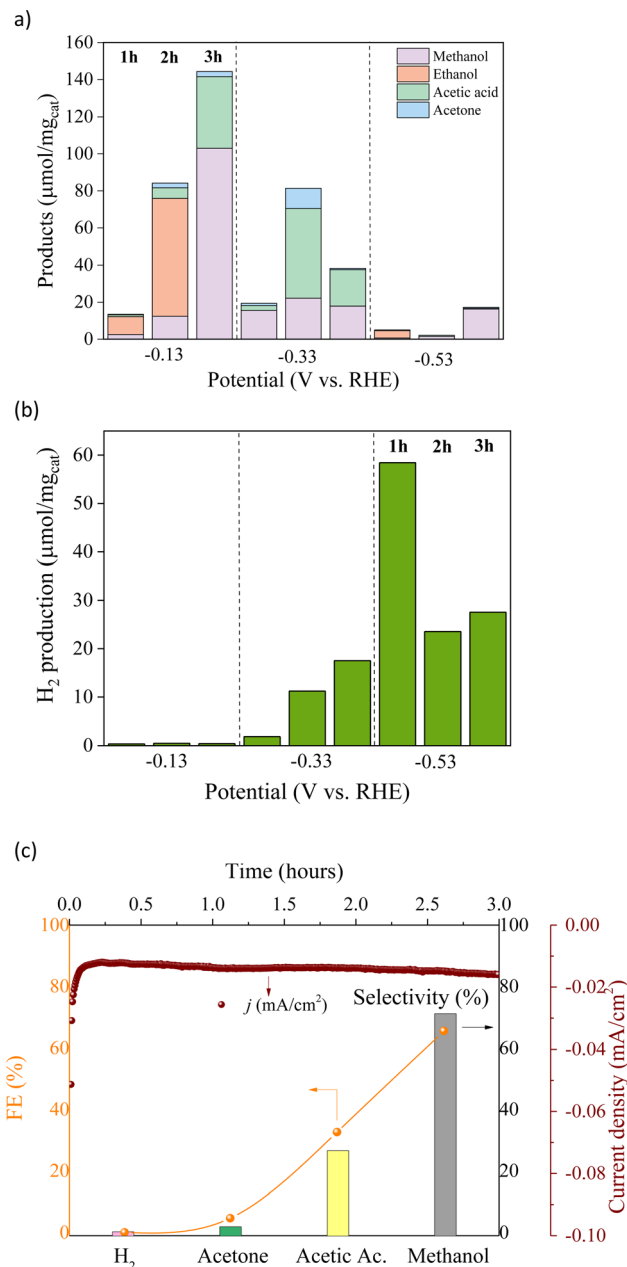 a)
160
140
120
100
80
60
40
20
0
Products (μmol/mgcat)
1h 2h 3h
Methanol
Ethanol
Acetic acid
Acetone
-0.13 -0.33 -0.53
Potential (V vs. RHE)
(b)
60
50
40
30
20
10
0
H2 production (μmol/mgcat)
1h 2h 3h
-0.13 -0.33 -0.53
Potential (V vs. RHE)
(c)
Time (hours)
0.0 0.5 1.0 1.5 2.0 2.5 3.0
100
80
60
40
20
0
FE (%)
j (mA/cm2)
Selectivity (%)
100
80
60
40
20
0
0.00
-0.02
-0.04
-0.06
-0.08
-0.10
Current density (mA/cm2)
H2 Acetone Acetic Ac. Methanol